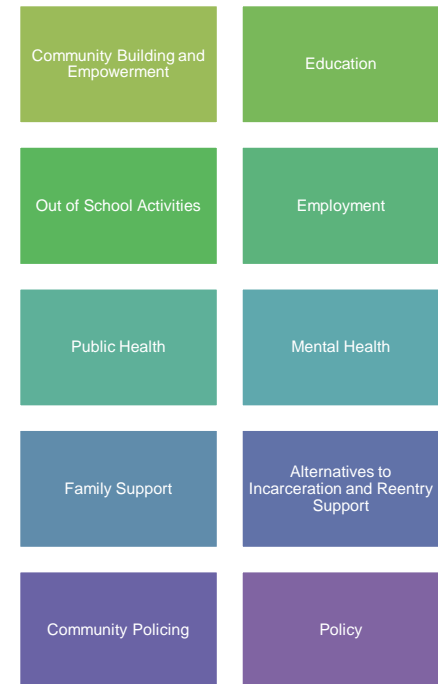 Community Building and
Empowerment
Education
Out of School Activities
Employment
Public Health
Mental Health
Family Support
Alternatives to
Incarceration and Reentry
Support
Community Policing
Policy